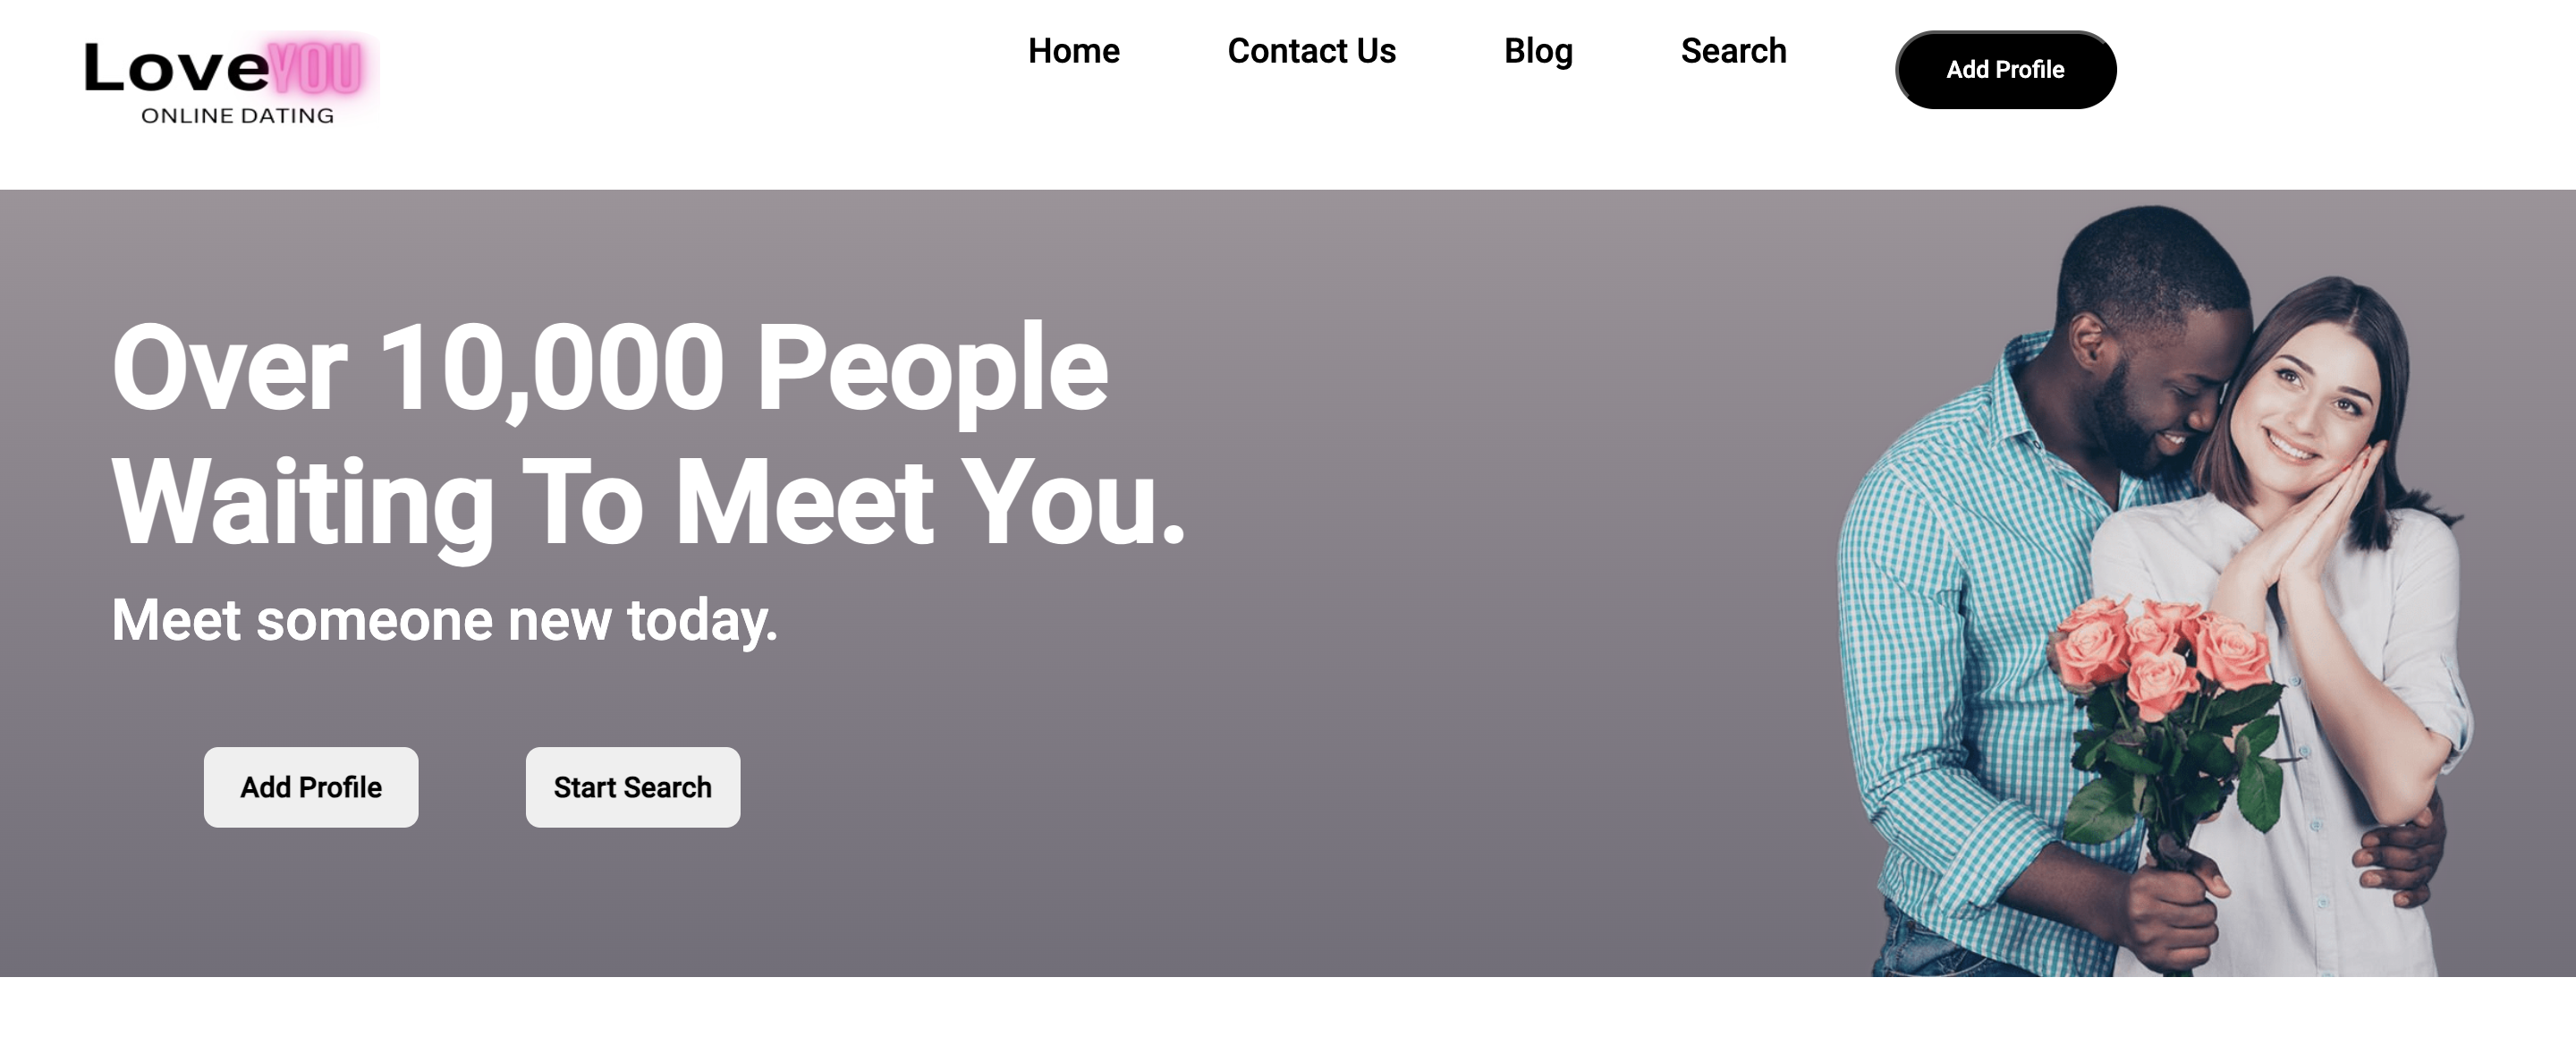 LoveYOU
ONLINE DATING
Home
Contact Us
Blog
Search
Add Profile
Over 10,000 People
Waiting To Meet You.
Meet someone new today.
Add Profile
Start Search